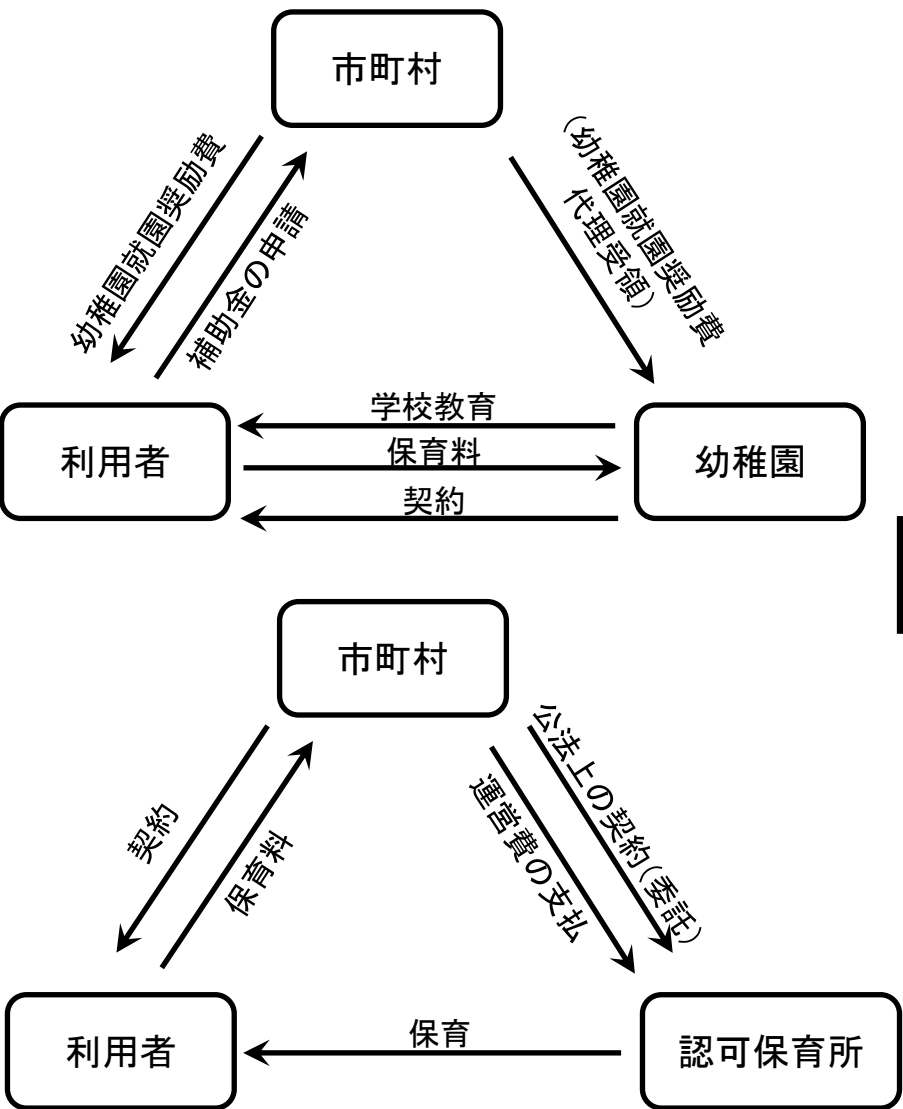 市町村
幼稚園就園奨励費
補助金の申請
(幼稚園就園奨励費
代理受領)
利用者
学校教育
保育料
契約
幼稚園
市町村
契約
保育料
運営費の支払
公法上の契約(委託)
利用者
保育
認可保育所